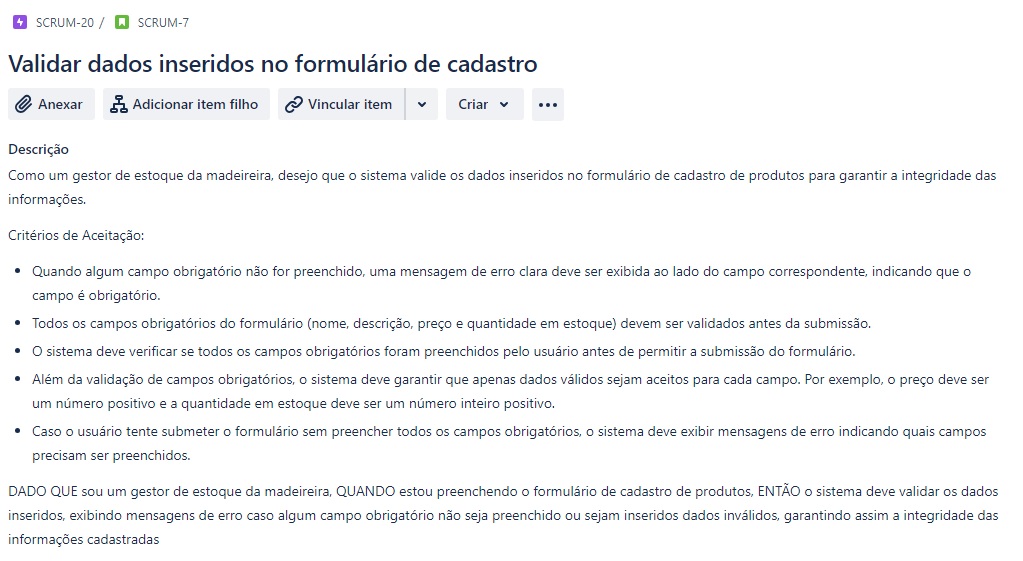 SCRUM-20 / SCRUM-7
Validar dados inseridos no formulário de cadastro
Anexar Adicionar item filho Vincular item Criar
Descrição
Como um gestor de estoque da madeireira, desejo que o sistema valide os dados inseridos no formulário de cadastro de produtos para garantir a integridade das
informações.
Critérios de Aceitação:
• Quando algum campo obrigatório não for preenchido, uma mensagem de erro clara deve ser exibida ao lado do campo correspondente, indicando que o
campo é obrigatório.
• Todos os campos obrigatórios do formulário (nome, descrição, preço e quantidade em estoque) devem ser validados antes da submissão.
• O sistema deve verificar se todos os campos obrigatórios foram preenchidos pelo usuário antes de permitir a submissão do formulário.
• Além da validação de campos obrigatórios, o sistema deve garantir que apenas dados válidos sejam aceitos para cada campo. Por exemplo, o preço deve ser
um número positivo e a quantidade em estoque deve ser um número inteiro positivo.
• Caso o usuário tente submeter o formulário sem preencher todos os campos obrigatórios, o sistema deve exibir mensagens de erro indicando quais campos
precisam ser preenchidos.
DADO QUE sou um gestor de estoque da madeireira, QUANDO estou preenchendo o formulário de cadastro de produtos, ENTÃO o sistema deve validar os dados
inseridos, exibindo mensagens de erro caso algum campo obrigatório não seja preenchido ou sejam inseridos dados inválidos, garantindo assim a integridade das
informações cadastradas